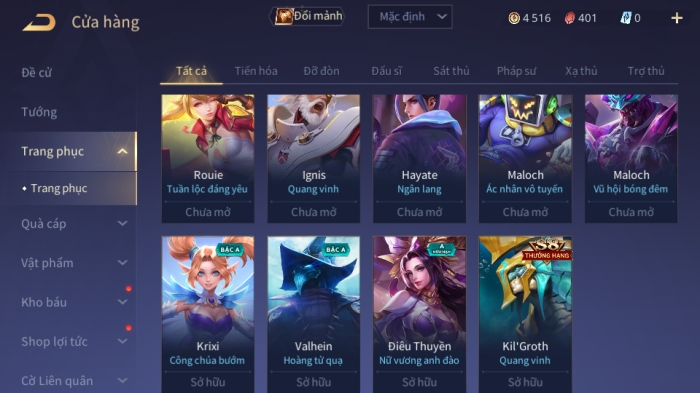 Cửa hàng
Đổi mảnh
Mặc định
4 516
401
0
Đề cử
Tướng
Trang phục
Trang phục
Quà cáp
Vật phẩm
Kho báu
Shop lợi tức
Cờ Liên quân
Tất cả
Tiến hóa
Đỡ đòn
Đấu sĩ
Sát thủ
Pháp sư
Xạ thủ
Trợ thủ
Rouie
Tuần lộc đáng yêu
Chưa mở
Ignis
Quang vinh
Chưa mở
Hayate
Ngân lang
Chưa mở
Maloch
Ác nhân vô tuyến
Chưa mở
Maloch
Vũ hội bóng đêm
Chưa mở
BẬC A
Krixi
Công chúa bướm
Sở hữu
BẬC A
Valhein
Hoàng tử quạ
Sở hữu
A
Điêu Thuyền
Nữ vương anh đào
Sở hữu
S8
THƯỞNG HẠNG
Kil'Groth
Quang vinh
Sở hữu